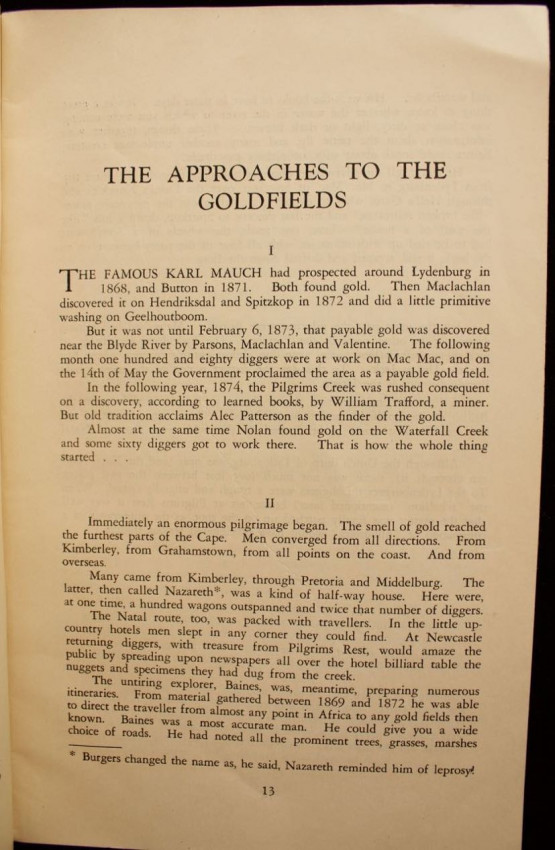 THE APPROACHES TO THE
GOLDFIELDS
I
THE FAMOUS KARL MAUCH had prospected around Lydenburg in
1868, and Button in 1871. Both found gold. Then Maclachlan
discovered it on Hendriksdal and Spitzkop in 1872 and did a little primitive
washing on Geelhoutboom.
But it was not until February 6, 1873, that payable gold was discovered
near the Blyde River by Parsons, Maclachlan and Valentine. The following
month one hundred and eighty diggers were at work on Mac Mac, and on
the 14th of May the Government proclaimed the area as a payable gold field.
In the following year, 1874, the Pilgrims Creek was rushed consequent
on a discovery, according to learned books, by William Trafford, a miner.
But old tradition acclaims Alec Patterson as the finder of the gold.
Almost at the same time Nolan found gold on the Waterfall Creek
and some sixty diggers got to work there. That is how the whole thing
started . . .
II
Immediately an enormous pilgrimage began. The smell of gold reached
the furthest parts of the Cape. Men converged from all directions. From
Kimberley, from Grahamstown, from all points on the coast. And from
overseas.
Many came from Kimberley, through Pretoria and Middelburg. The
latter, then called Nazareth*, was a kind of half-way house. Here were,
at one time, a hundred wagons outspanned and twice that number of diggers.
The Natal route, too, was packed with travellers. In the little up-
country hotels men slept in any corner they could find. At Newcastle
returning diggers, with treasure from Pilgrims Rest, would amaze the
public by spreading upon newspapers all over the hotel billiard table the
nuggets and specimens they had dug from the creek.
The untiring explorer, Baines, was, meantime, preparing numerous
itineraries. From material gathered between 1869 and 1872 he was able
to direct the traveller from almost any point in Africa to any gold fields then
known. Baines was a most accurate man. He could give you a wide
choice of roads. He had noted all the prominent trees, grasses, marshes
* Burgers changed the name as, he said, Nazareth reminded him of leprosy!
13